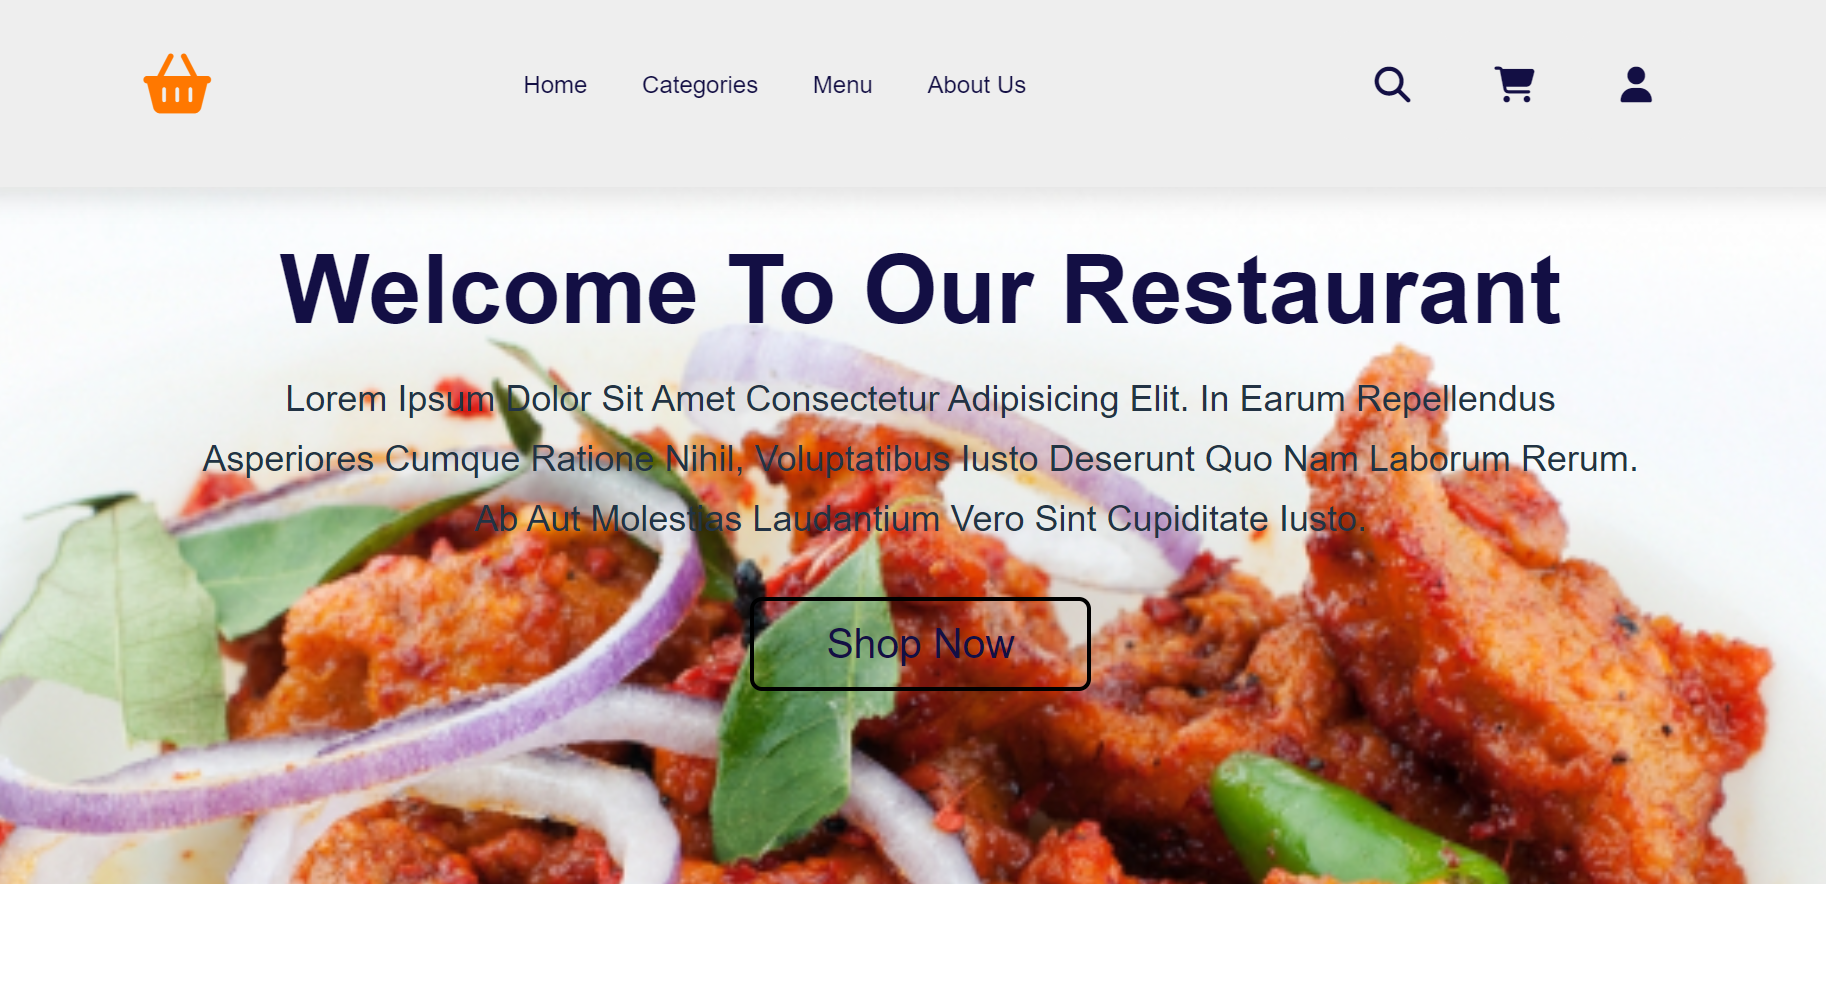 Home Categories Menu About Us
Welcome To Our Restaurant
Lorem Ipsum Dolor Sit Amet Consectetur Adipisicing Elit. In Earum Repellendus
Asperiores Cumque Ratione Nihil, Voluptatibus Iusto Deserunt Quo Nam Laborum Rerum.
Ab Aut Molestias Laudantium Vero Sint Cupiditate Iusto.
Shop Now